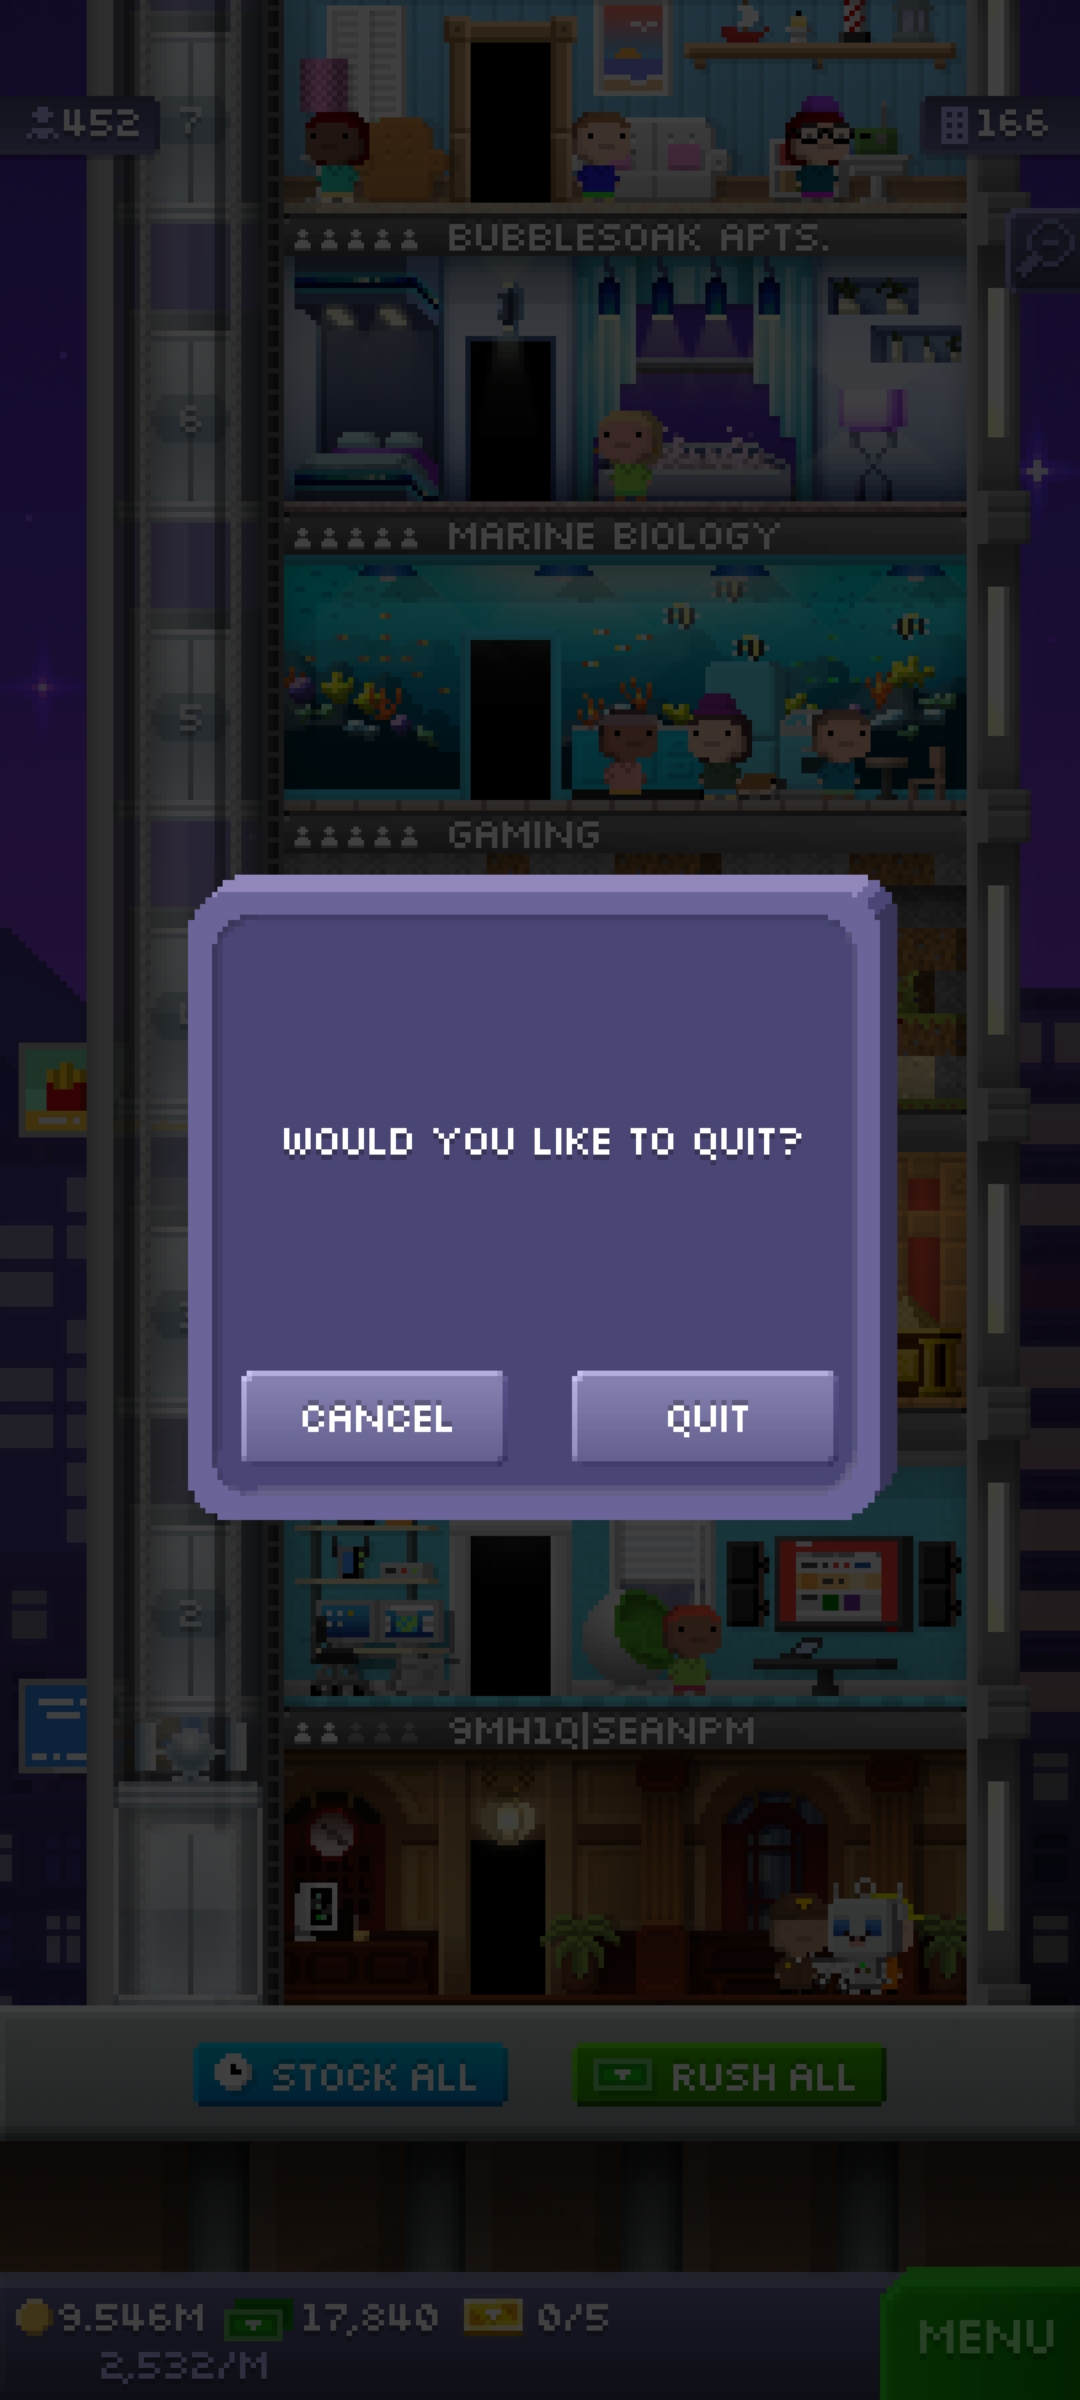 452
7
166
BUBBLESOAK APTS.
6
MARINE BIOLOGY
5
GAMING
WOULD YOU LIKE TO QUIT?
CANCEL
QUIT
2
9MH1Q|SEANPM
STOCK ALL
RUSH ALL
9.546M
17,840
0/5
2,532/M
MENU